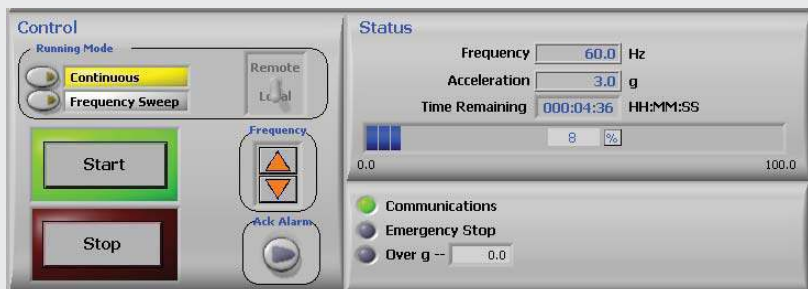 Control
Running Mode
Continuous
Frequency Sweep
Remote
Local
Start
Stop
Frequency
Ack Alarm
Status
Frequency 60.0 Hz
Acceleration 3.0 g
Time Remaining 000:04:36 HH:MM:SS
8 %
0.0 100.0
Communications
Emergency Stop
Over g -- 0.0